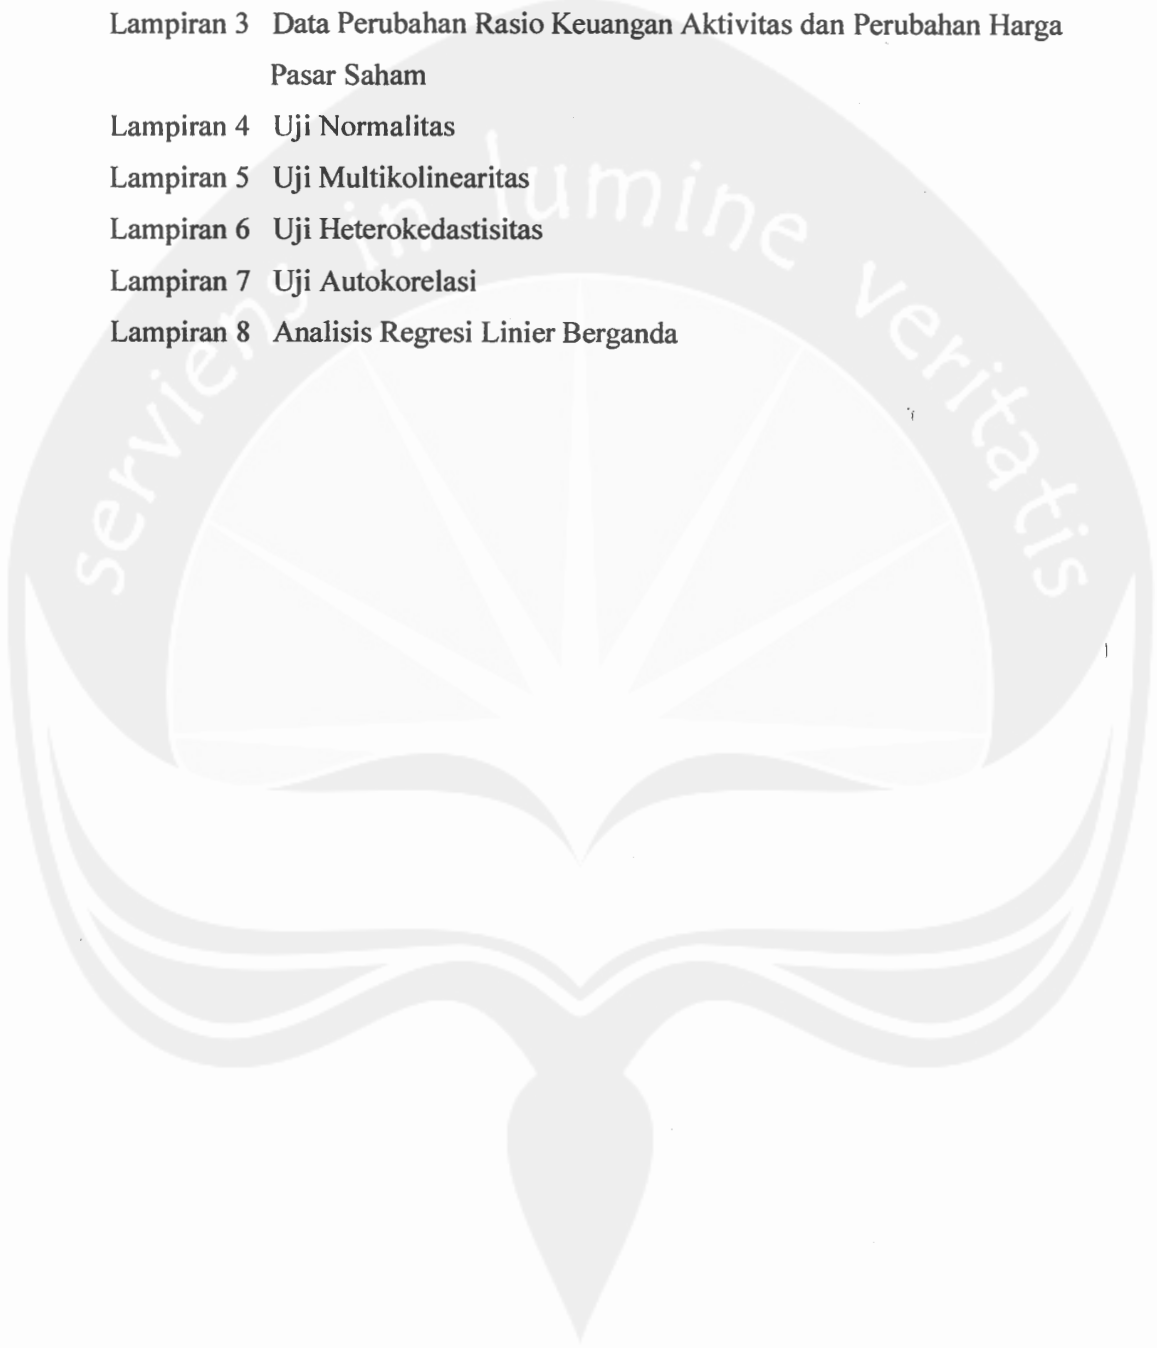 Lampiran 3 Data Perubahan Rasio Keuangan Aktivitas dan Perubahan Harga
Pasar Saham
Lampiran 4 Uji Normalitas
Lampiran 5 Uji Multikolinearitas
Lampiran 6 Uji Heterokedastisitas
Lampiran 7 Uji Autokorelasi
Lampiran 8 Analisis Regresi Linier Berganda
serviens in lumine veritatis